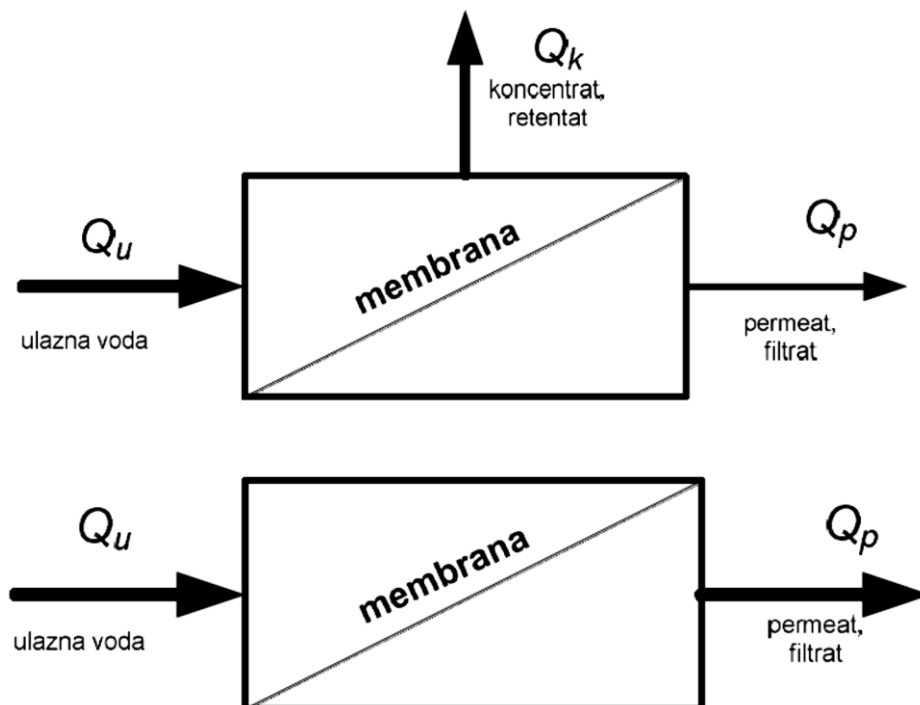 Qk
koncentrat,
retentat
Qu
ulazna voda
membrana
Qp
permeat,
filtrat
Qu
ulazna voda
membrana
Qp
permeat,
filtrat